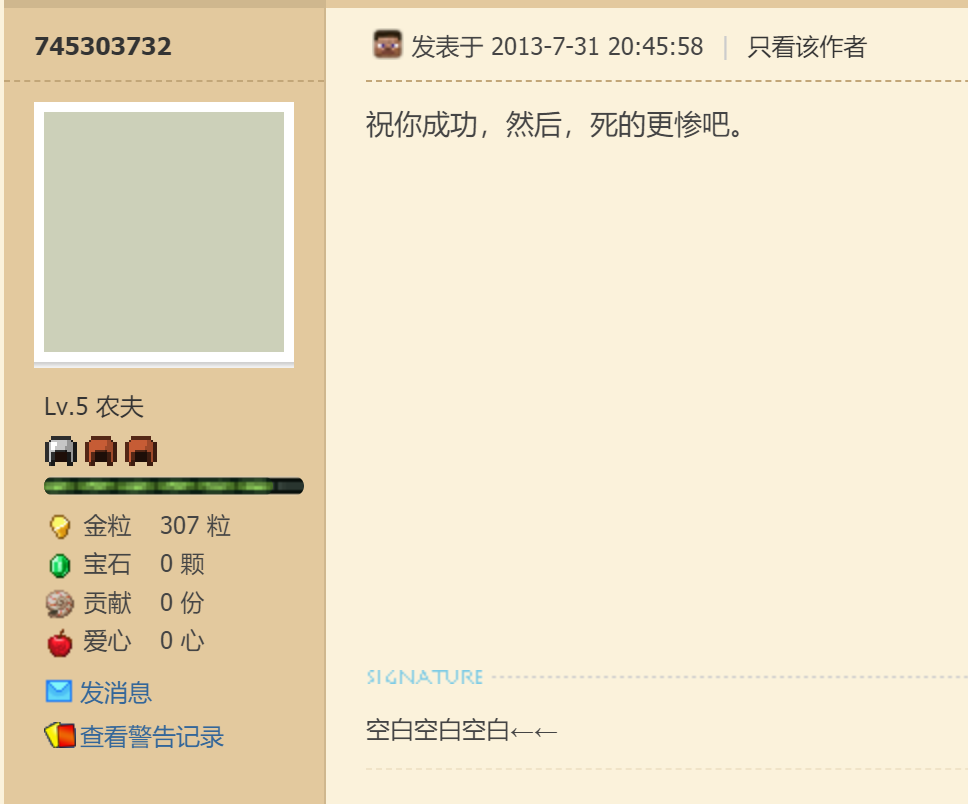 745303732
发表于 2013-7-31 20:45:58 | 只看该作者
祝你成功，然后，死的更惨吧。
Lv.5 农夫
金粒 307 粒
宝石 0 颗
贡献 0 份
爱心 0 心
发消息
查看警告记录
SIGNATURE
空白空白空白←←